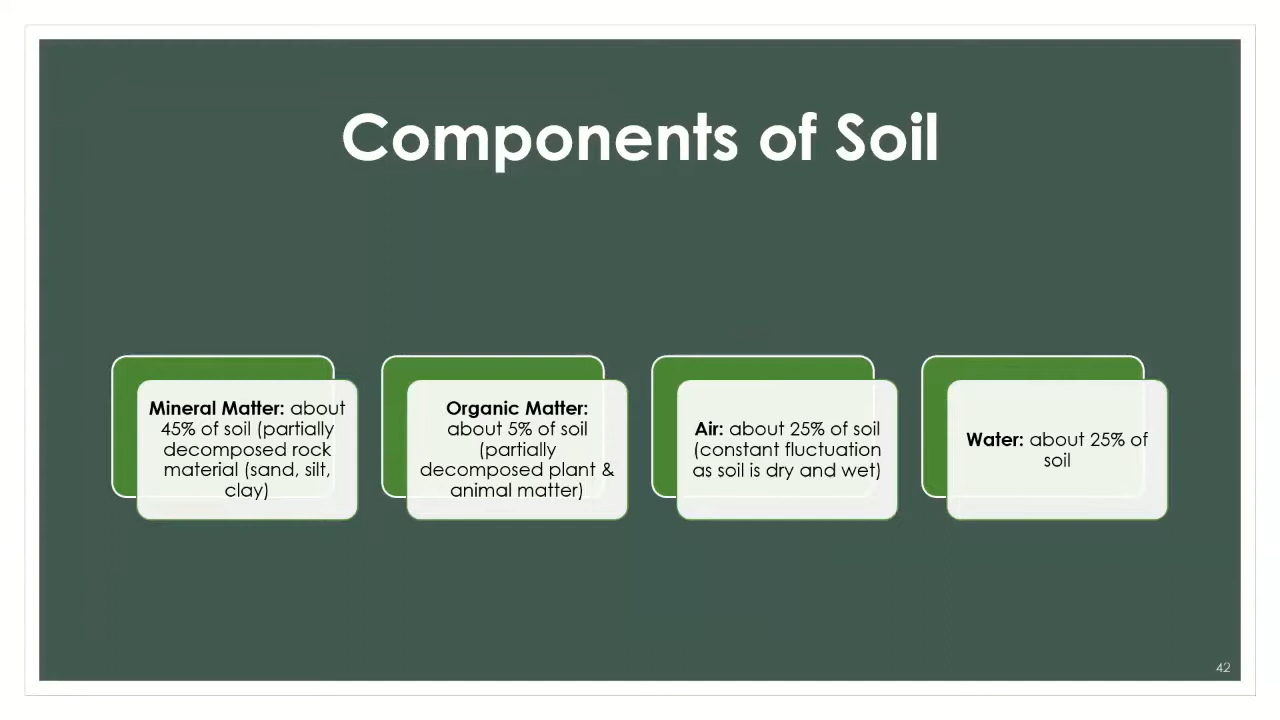 Components of Soil
Mineral Matter: about
45% of soil (partially
decomposed rock
material (sand, silt,
clay)
Organic Matter:
about 5% of soil
(partially
decomposed plant &
animal matter)
Air: about 25% of soil
(constant fluctuation
as soil is dry and wet)
Water: about 25% of
soil
42